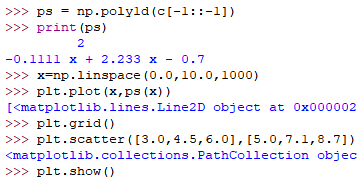 >>> ps = np.poly1d(c[-1::-1])
>>> print(ps)
2
-0.1111 x + 2.233 x - 0.7
>>> x=np.linspace(0.0,10.0,1000)
>>> plt.plot(x,ps(x))
[<matplotlib.lines.Line2D object at 0x000002
>>> plt.grid()
>>> plt.scatter([3.0,4.5,6.0],[5.0,7.1,8.7])
<matplotlib.collections.PathCollection objec
>>> plt.show()